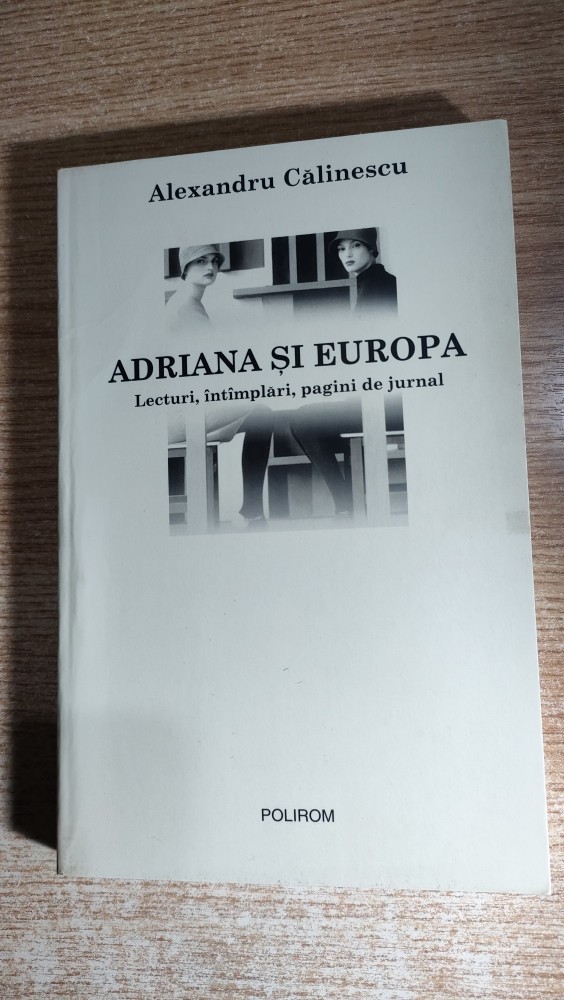 Alexandru Călinescu
ADRIANA ȘI EUROPA
Lecturi, întîmplări, pagini de jurnal
POLIROM